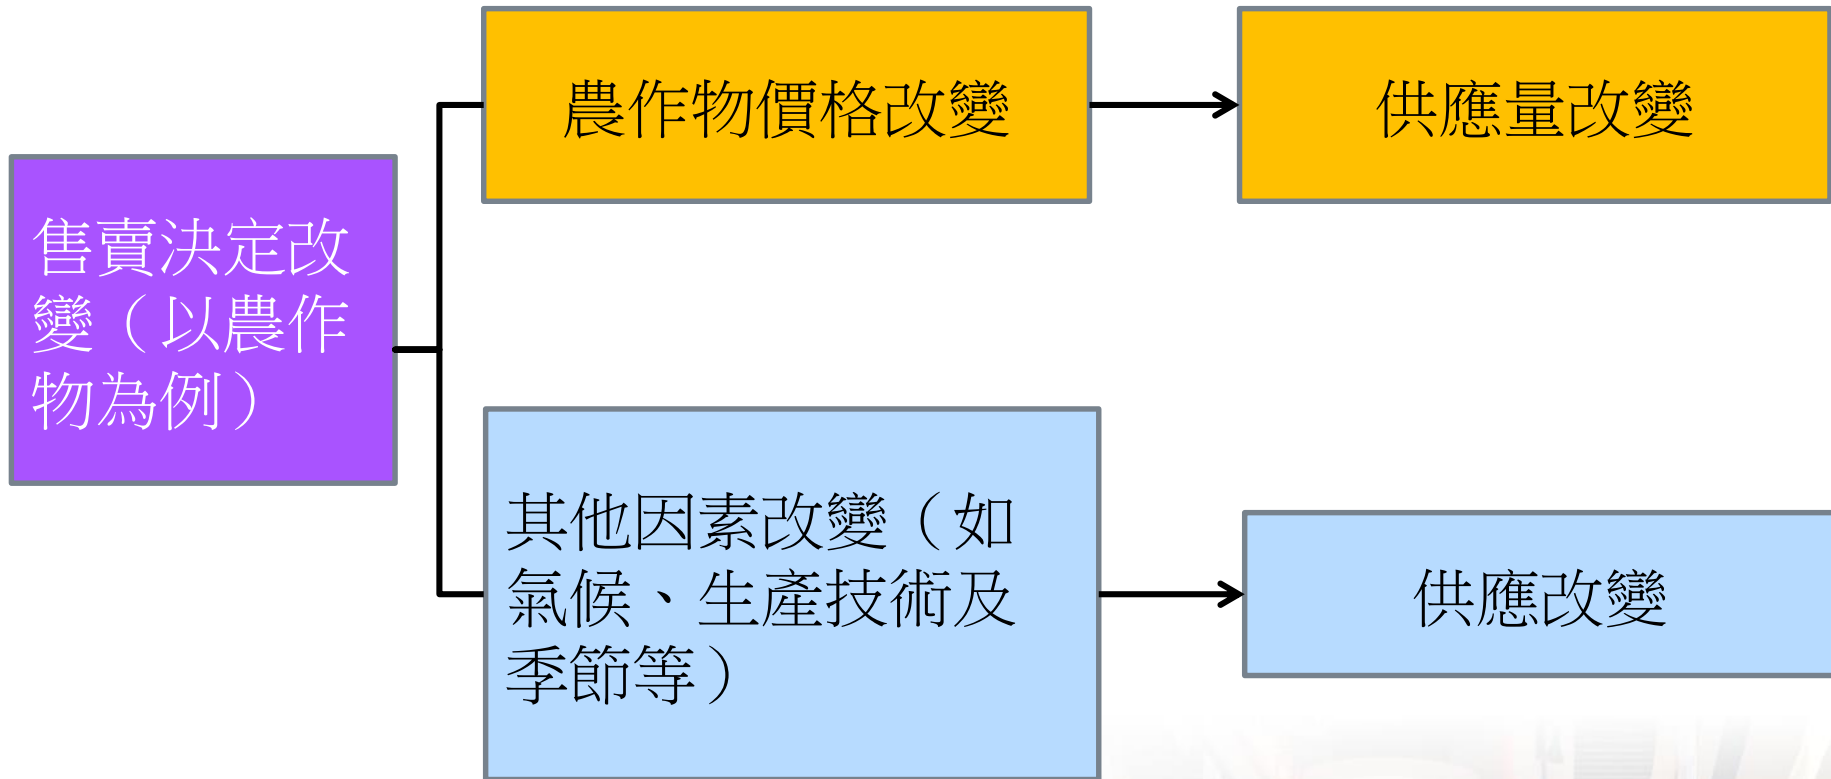 農作物價格改變
供應量改變
售賣決定改
變（以農作
物為例）
其他因素改變（如
氣候、生產技術及
季節等）
供應改變